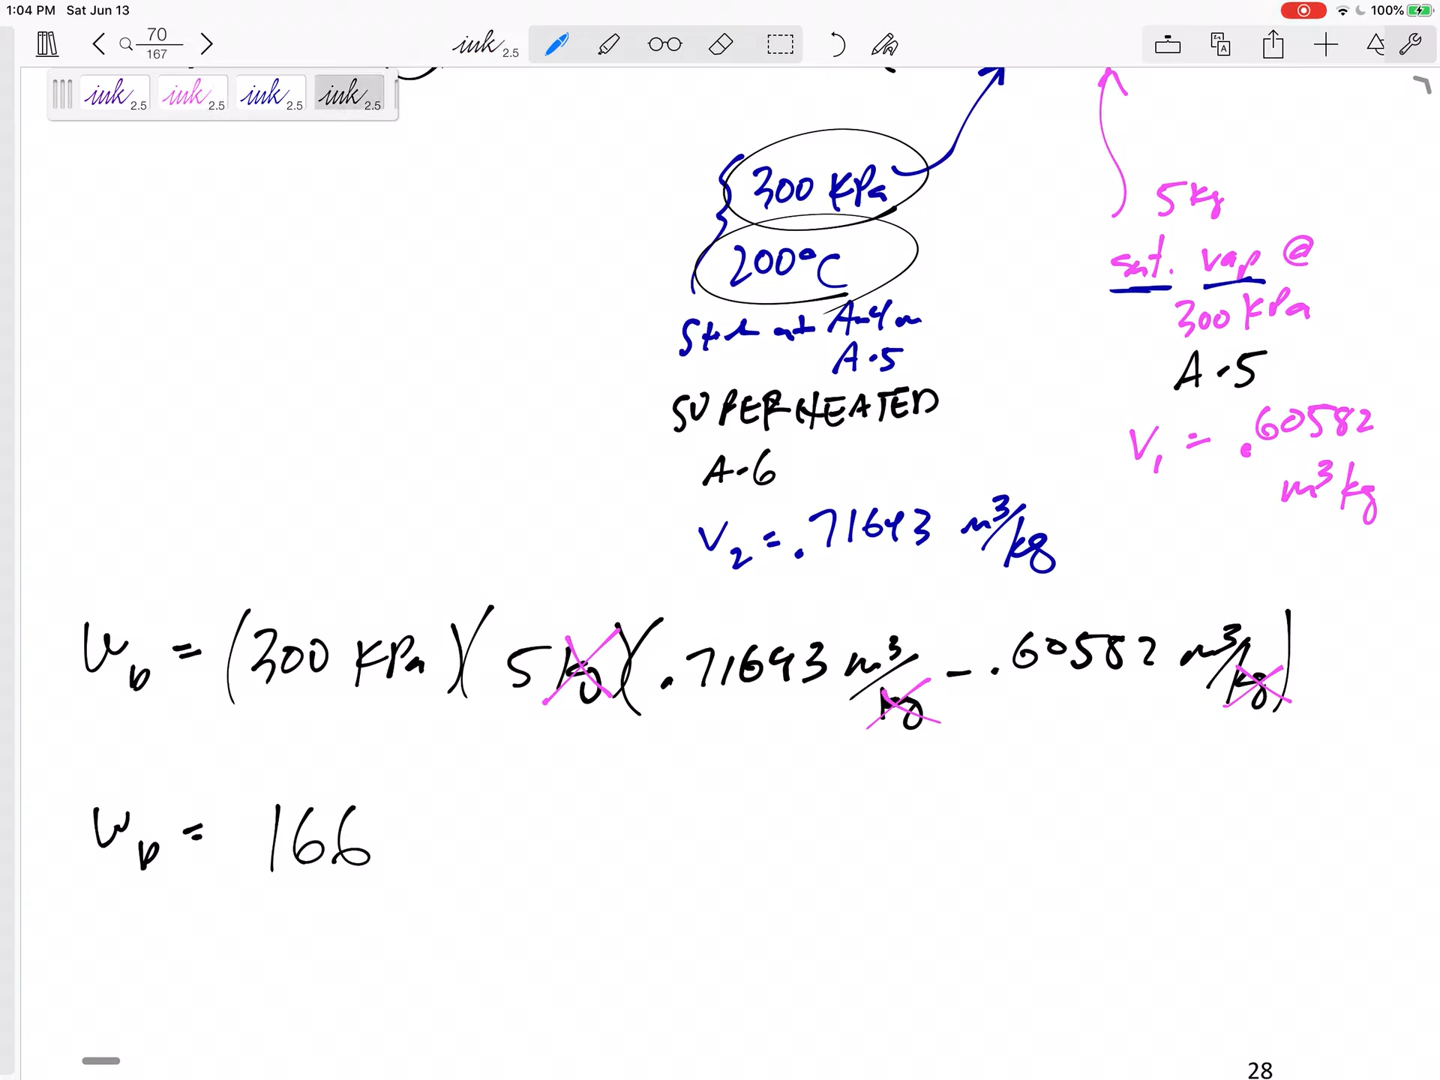 1:04 PM Sat Jun 13
100%
70
167
ink 2.5
ink 2.5
ink 2.5
ink 2.5
ink 2.5
300 KPa
200°C
A-4 or
A-5
SUPERHEATED
A-6
V2 = .71643 m³/kg
5 kg
sat. vap @
300 KPa
A-5
V1 = .60582
m³ kg
Wb = (300 KPa)(5 kg)(.71643 m³/kg - .60582 m³/kg)
Wb = 166
28